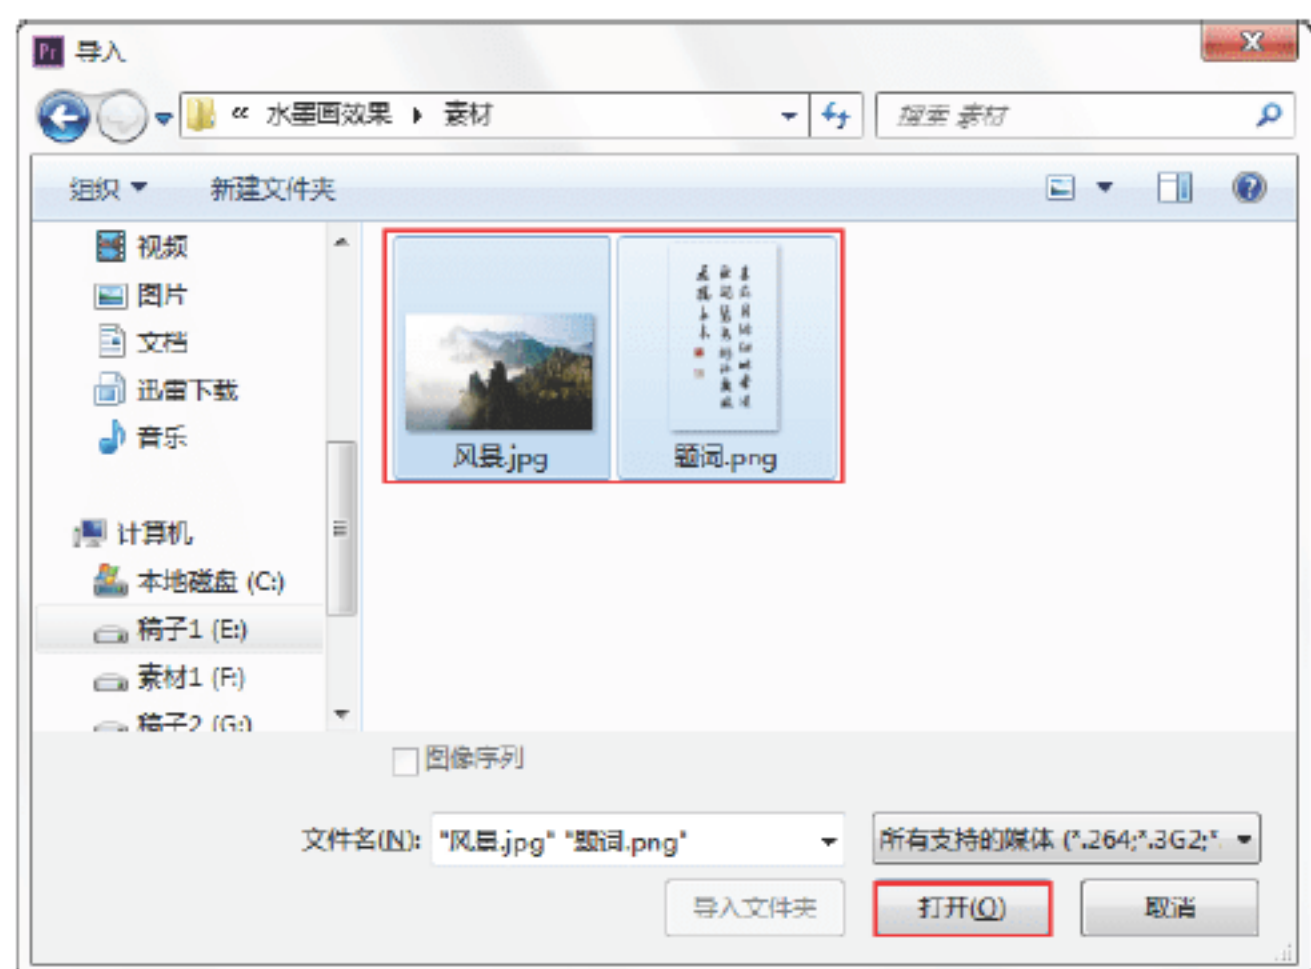 Pr 导入
« 水墨画效果 ▸ 素材
搜索 素材
组织 新建文件夹
视频
图片
文档
迅雷下载
音乐
计算机
本地磁盘 (C:)
稿子1 (E:)
素材1 (F:)
稿子2 (G:)
风景.jpg
题词.png
图像序列
文件名(N): "风景.jpg" "题词.png"
所有支持的媒体 (*.264;*.3G2;*.
导入文件夹 打开(O) 取消